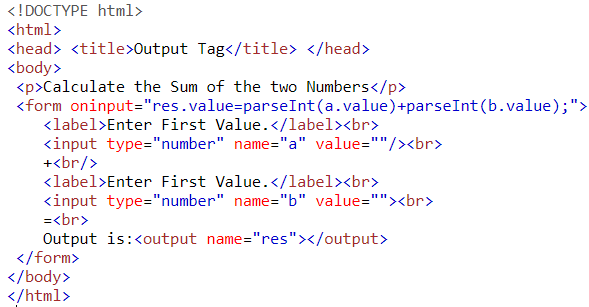 <!DOCTYPE html>
<html>
<head> <title>Output Tag</title> </head>
<body>
<p>Calculate the Sum of the two Numbers</p>
<form oninput="res.value=parseInt(a.value)+parseInt(b.value);">
<label>Enter First Value.</label><br>
<input type="number" name="a" value=""/><br>
+<br/>
<label>Enter First Value.</label><br>
<input type="number" name="b" value=""><br>
=<br>
Output is:<output name="res"></output>
</form>
</body>
</html>